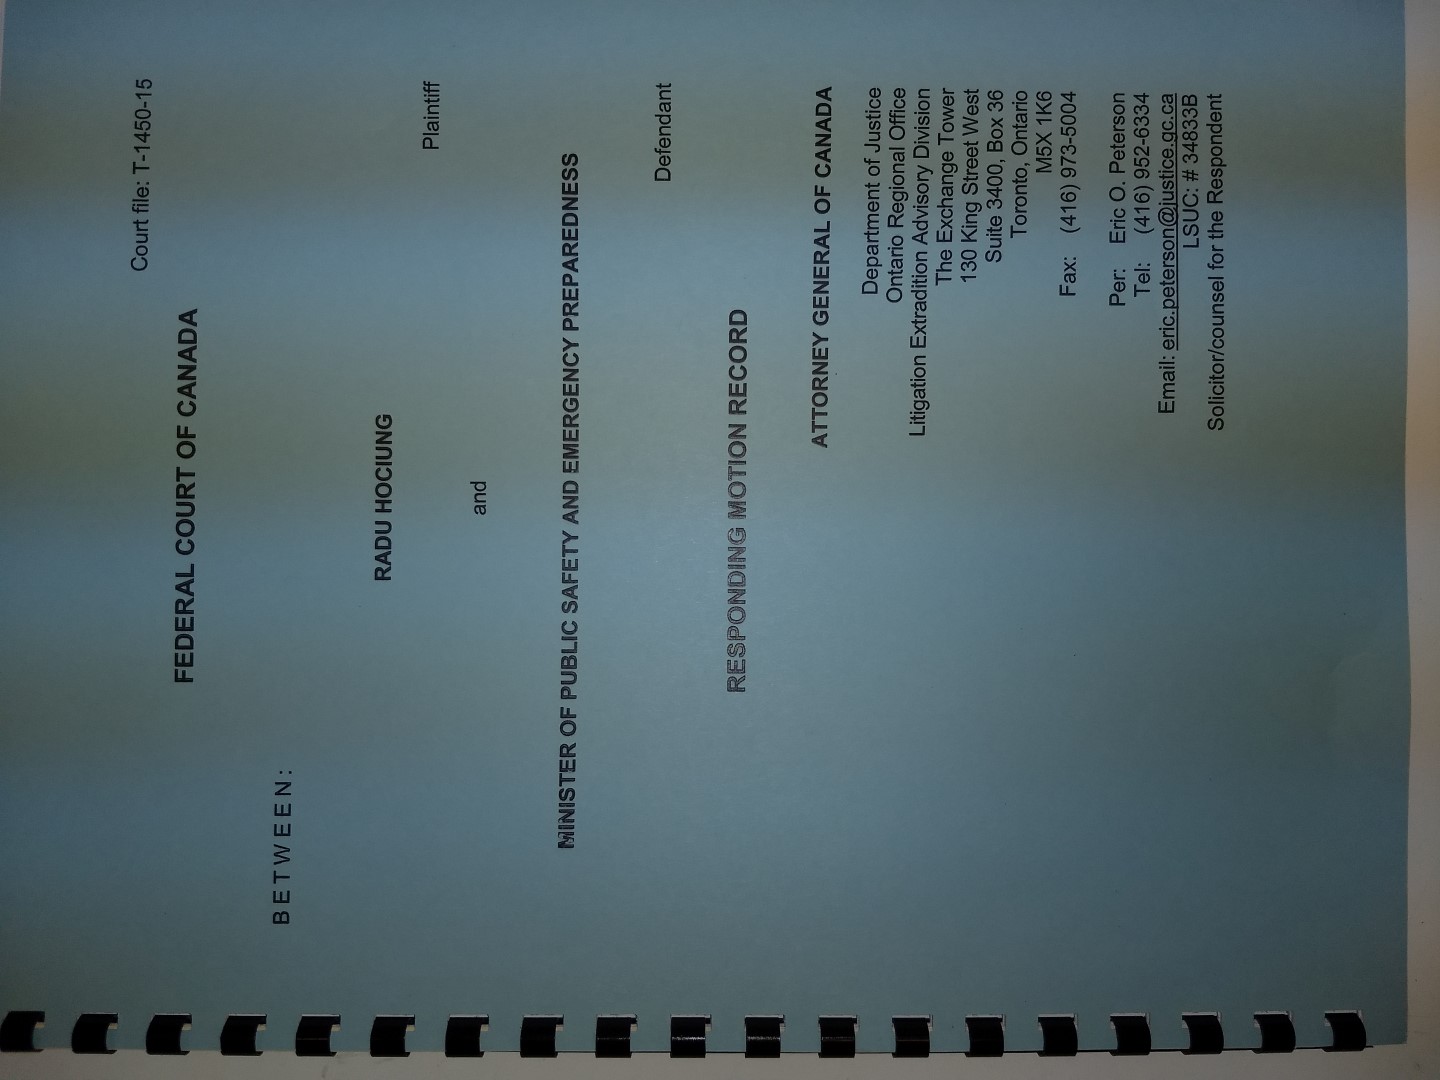 Court file: T-1450-15
FEDERAL COURT OF CANADA
BETWEEN:
RADU HOCIUNG
Plaintiff
and
MINISTER OF PUBLIC SAFETY AND EMERGENCY PREPAREDNESS
Defendant
RESPONDING MOTION RECORD
ATTORNEY GENERAL OF CANADA
Department of Justice
Ontario Regional Office
Litigation Extradition Advisory Division
The Exchange Tower
130 King Street West
Suite 3400, Box 36
Toronto, Ontario
M5X 1K6
Fax: (416) 973-5004
Per: Eric O. Peterson
Tel: (416) 952-6334
Email: eric.peterson@justice.gc.ca
LSUC: # 34833B
Solicitor/counsel for the Respondent